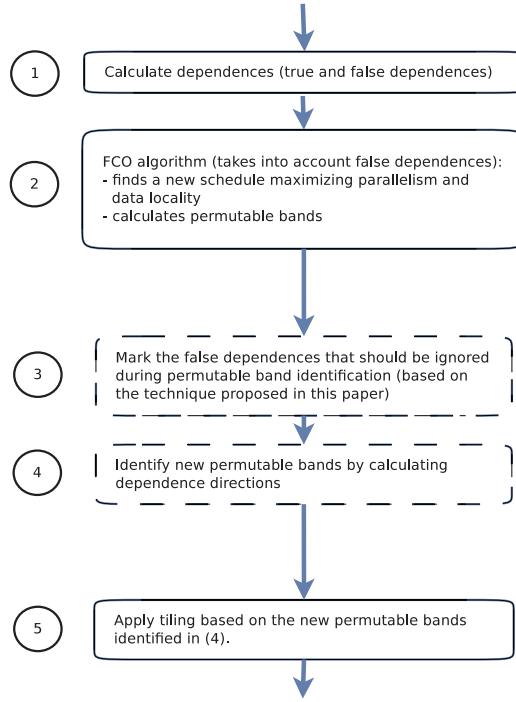 1
Calculate dependences (true and false dependences)
2
FCO algorithm (takes into account false dependences):
- finds a new schedule maximizing parallelism and
data locality
- calculates permutable bands
3
Mark the false dependences that should be ignored
during permutable band identification (based on
the technique proposed in this paper)
4
Identify new permutable bands by calculating
dependence directions
5
Apply tiling based on the new permutable bands
identified in (4).